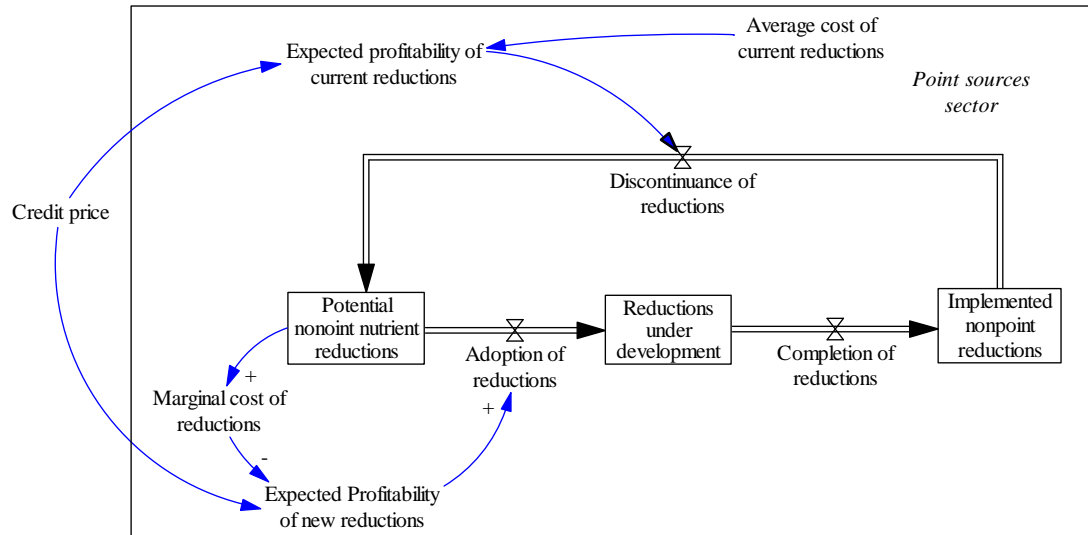 Average cost of
current reductions
Expected profitability of
current reductions
Point sources
sector
Discontinuance of
reductions
Credit price
Potential
nonoint nutrient
reductions
Reductions
under
development
Implemented
nonpoint
reductions
Adoption of
reductions
Completion of
reductions
+
Marginal cost of
reductions
+
-
Expected Profitability
of new reductions